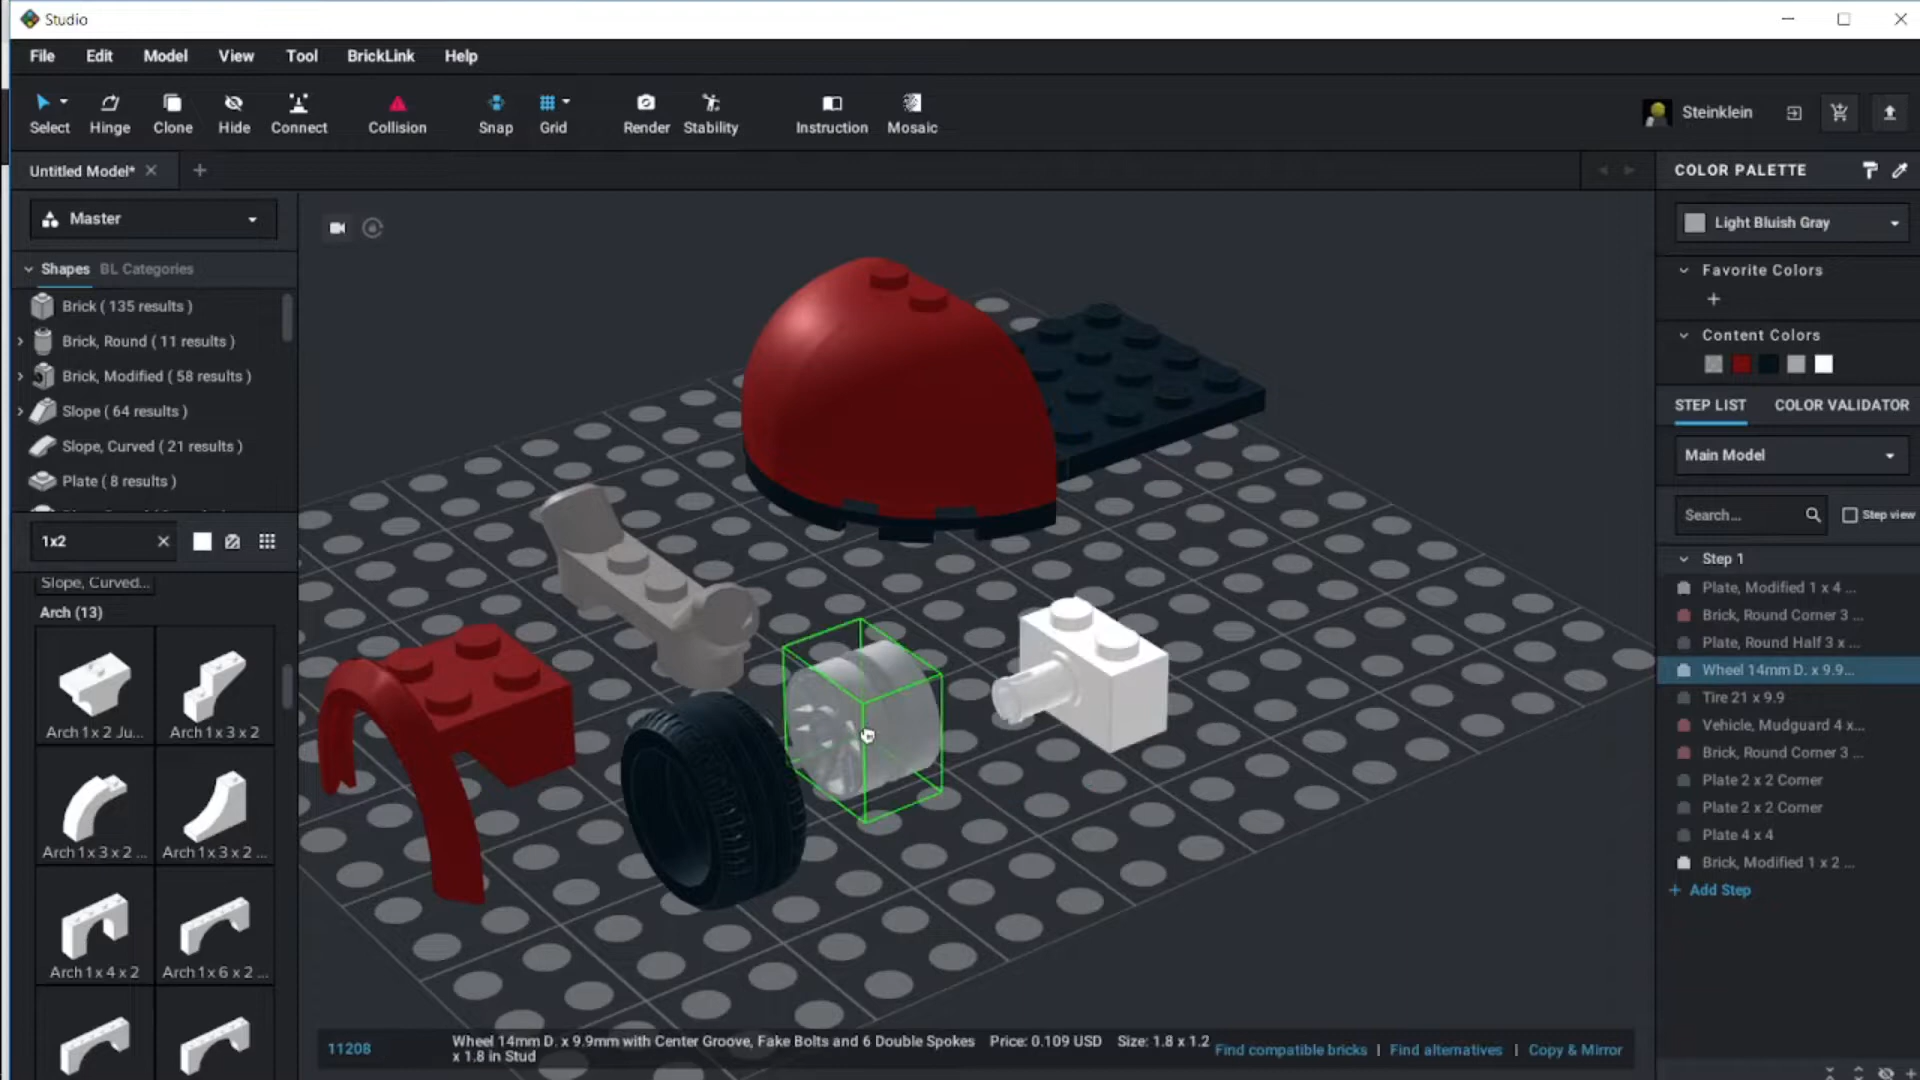 Studio
File Edit Model View Tool BrickLink Help
Select Hinge Clone Hide Connect Collision Snap Grid Render Stability Instruction Mosaic
Steinklein
Untitled Model*
Master
Shapes BL Categories
Brick ( 135 results )
Brick, Round ( 11 results )
Brick, Modified ( 58 results )
Slope ( 64 results )
Slope, Curved ( 21 results )
Plate ( 8 results )
1x2
Slope, Curved...
Arch (13)
Arch 1 x 2 Ju... Arch 1 x 3 x 2
Arch 1 x 3 x 2 ... Arch 1 x 3 x 2 ...
Arch 1 x 4 x 2 Arch 1 x 6 x 2 ...
COLOR PALETTE
Light Bluish Gray
Favorite Colors
Content Colors
STEP LIST COLOR VALIDATOR
Main Model
Search... Step view
Step 1
Plate, Modified 1 x 4 ...
Brick, Round Corner 3 ...
Plate, Round Half 3 x ...
Wheel 14mm D. x 9.9...
Tire 21 x 9.9
Vehicle, Mudguard 4 x...
Brick, Round Corner 3 ...
Plate 2 x 2 Corner
Plate 2 x 2 Corner
Plate 4 x 4
Brick, Modified 1 x 2 ...
+ Add Step
11208
Wheel 14mm D. x 9.9mm with Center Groove, Fake Bolts and 6 Double Spokes Price: 0.109 USD Size: 1.8 x 1.2
x 1.8 in Stud
Find compatible bricks | Find alternatives | Copy & Mirror